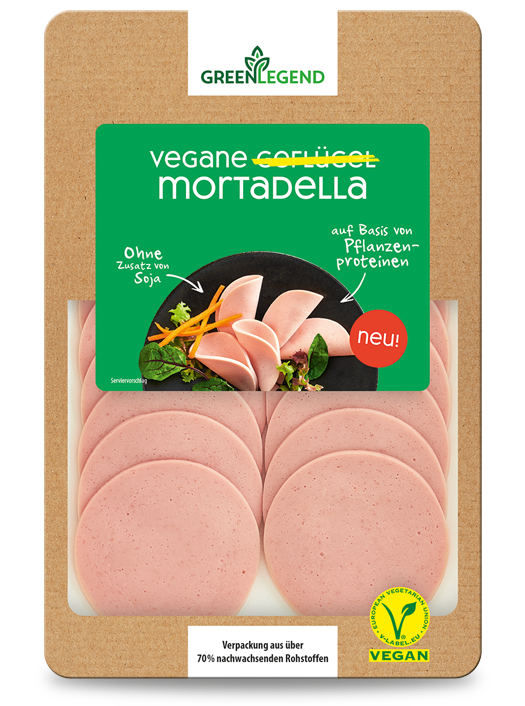 GREENLEGEND
VEGANE GEFLÜGEL
MORTADELLA
auf Basis von
Pflanzen-
proteinen
Ohne
Zusatz von
Soja
neu!
Serviervorschlag
EUROPEAN VEGETARIAN UNION
V-LABEL.EU
VEGAN
Verpackung aus über
70% nachwachsenden Rohstoffen